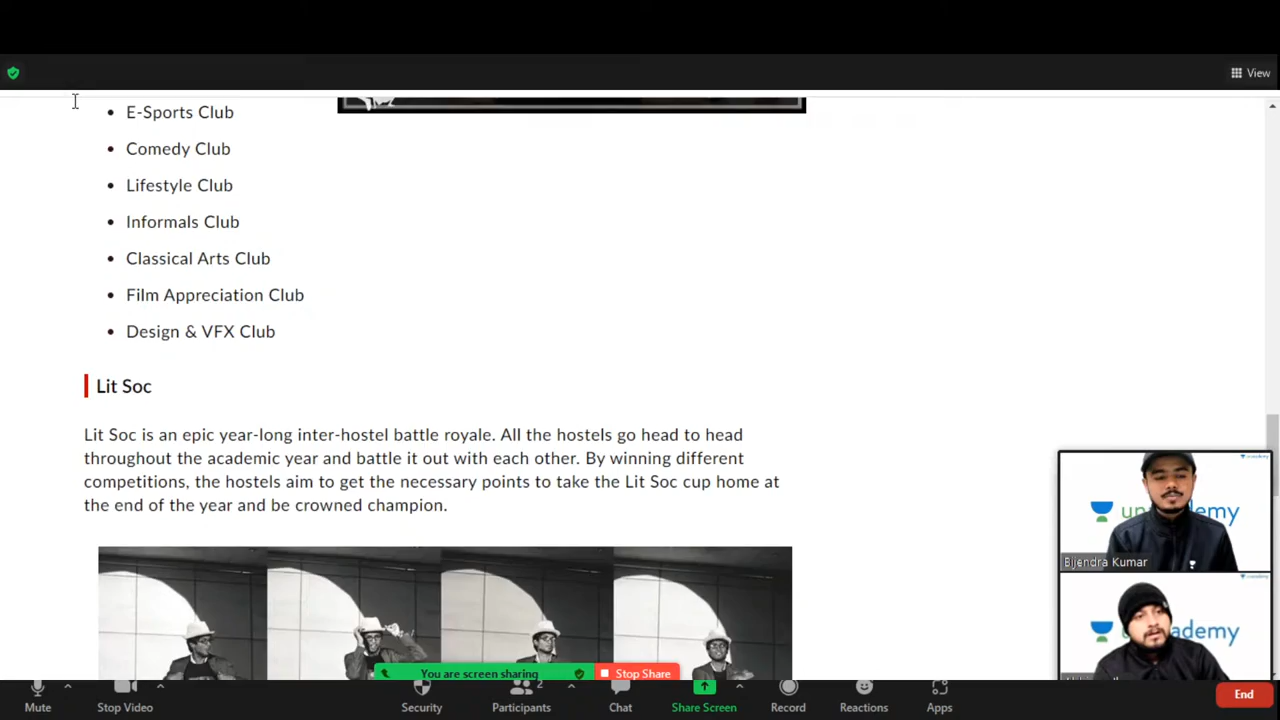 View
E-Sports Club
Comedy Club
Lifestyle Club
Informals Club
Classical Arts Club
Film Appreciation Club
Design & VFX Club
Lit Soc
Lit Soc is an epic year-long inter-hostel battle royale. All the hostels go head to head
throughout the academic year and battle it out with each other. By winning different
competitions, the hostels aim to get the necessary points to take the Lit Soc cup home at
the end of the year and be crowned champion.
Bijendra Kumar
You are screen sharing
Stop Share
2
Mute
Stop Video
Security
Participants
Chat
Share Screen
Record
Reactions
Apps
End